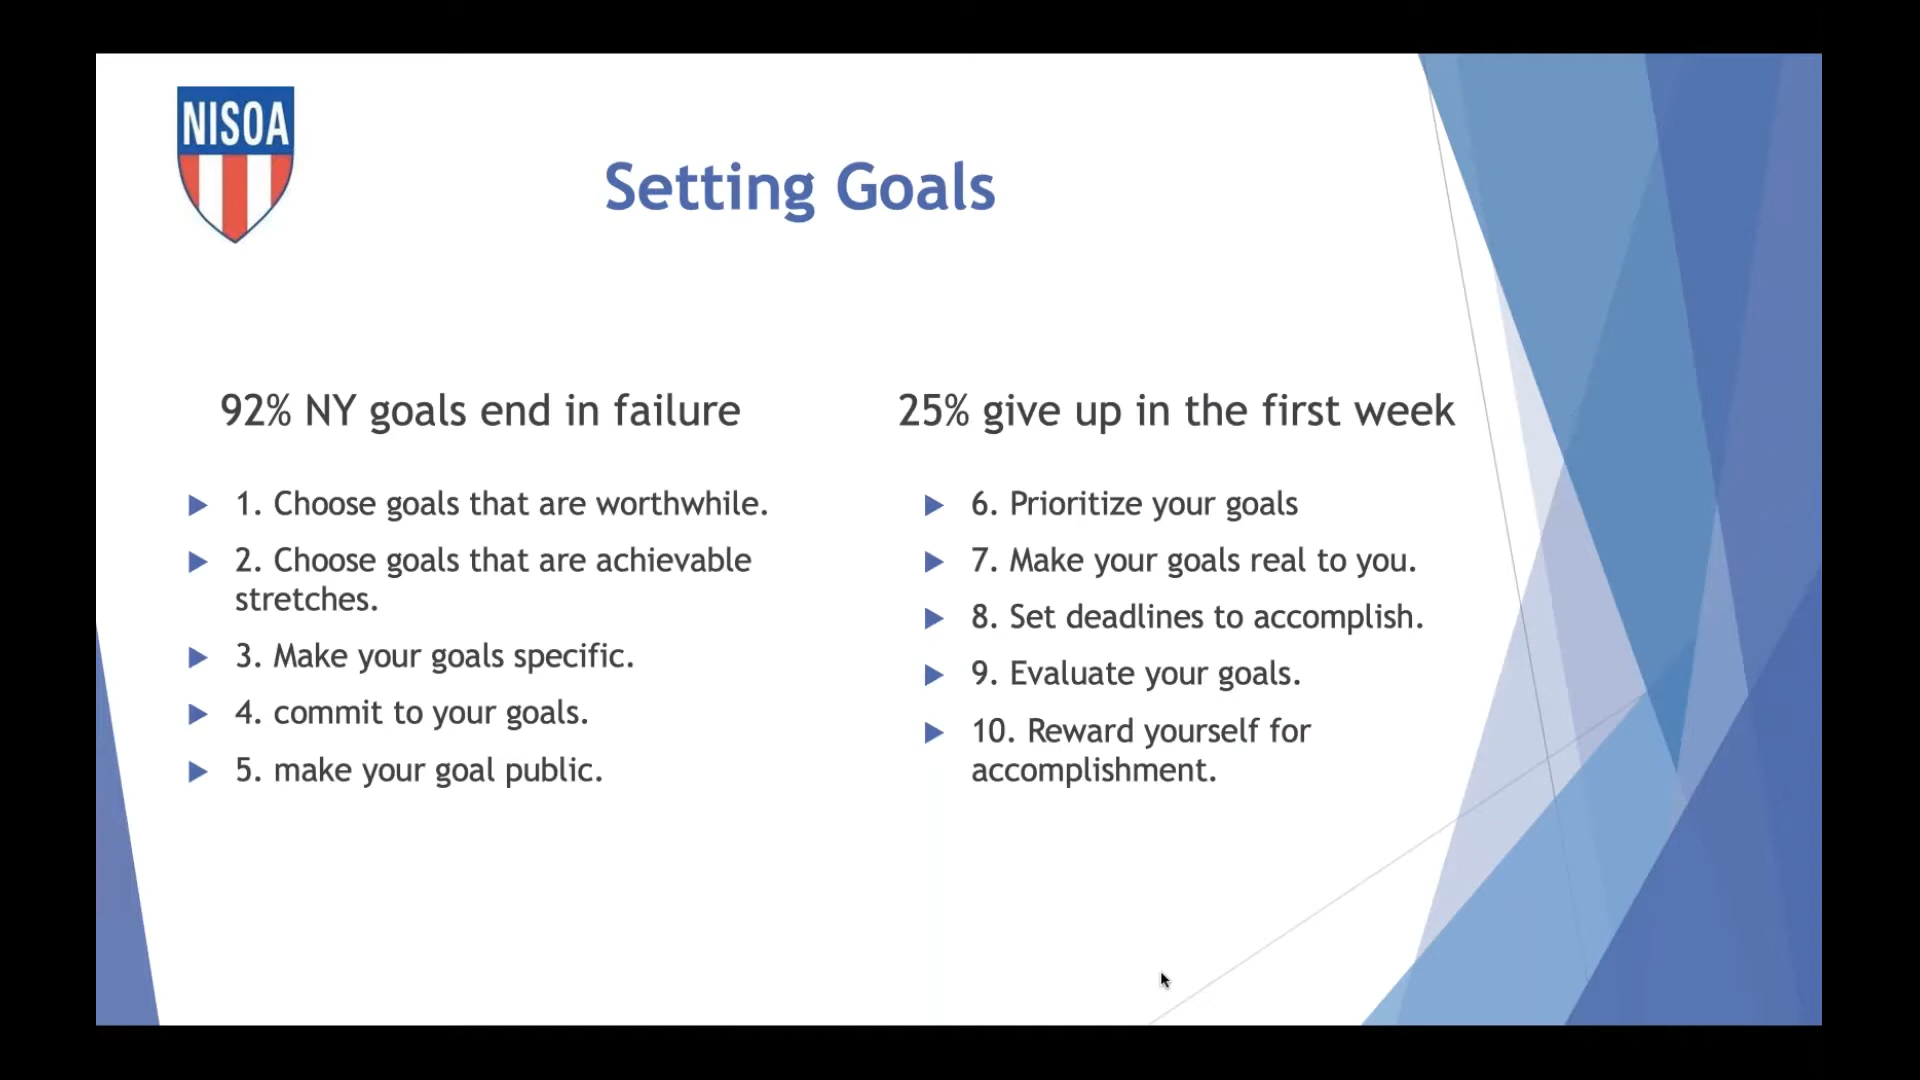 NISOA
Setting Goals
92% NY goals end in failure
1. Choose goals that are worthwhile.
2. Choose goals that are achievable
stretches.
3. Make your goals specific.
4. commit to your goals.
5. make your goal public.
25% give up in the first week
6. Prioritize your goals
7. Make your goals real to you.
8. Set deadlines to accomplish.
9. Evaluate your goals.
10. Reward yourself for
accomplishment.